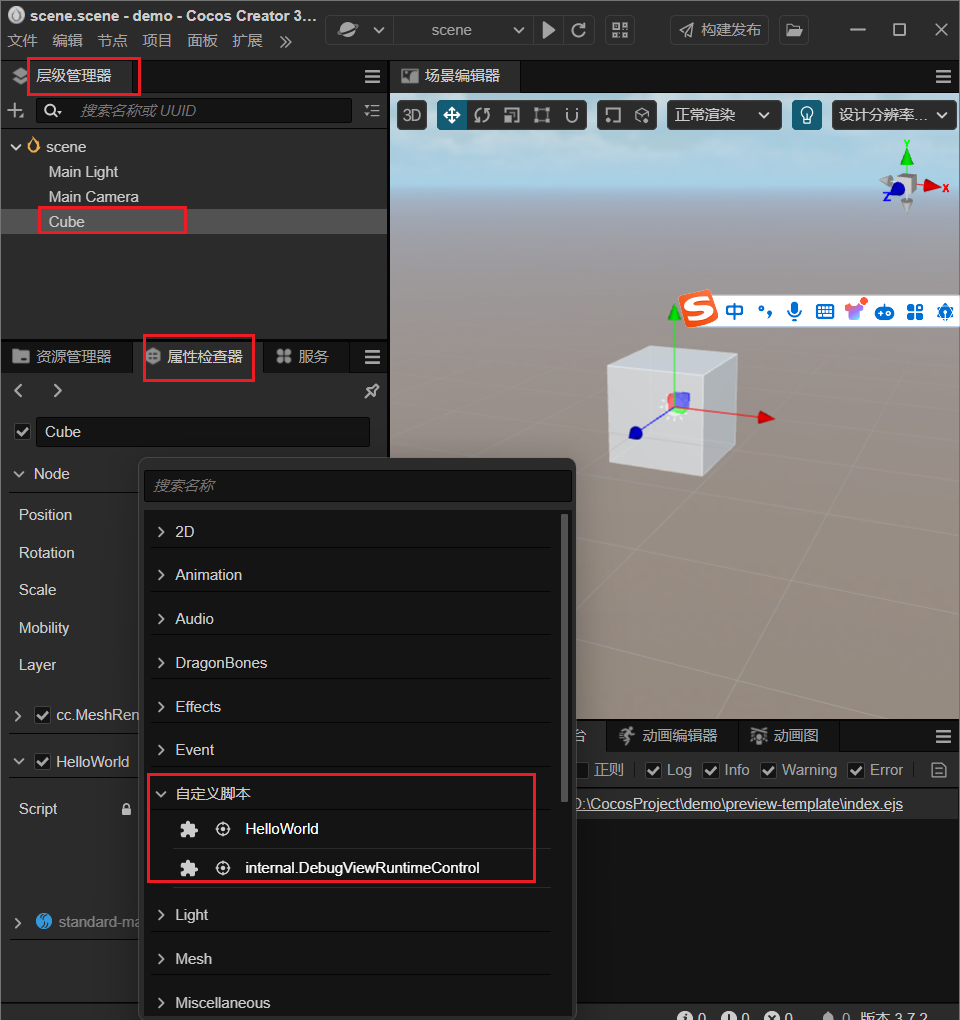 scene.scene - demo - Cocos Creator 3...
文件 编辑 节点 项目 面板 扩展
scene
构建发布
层级管理器
搜索名称或 UUID
scene
Main Light
Main Camera
Cube
场景编辑器
3D
正常渲染
设计分辨率...
Y
X
Z
S 中
资源管理器
属性检查器
服务
Cube
Node
Position
Rotation
Scale
Mobility
Layer
cc.MeshRen
HelloWorld
Script
standard-ma
搜索名称
2D
Animation
Audio
DragonBones
Effects
Event
自定义脚本
HelloWorld
internal.DebugViewRuntimeControl
Light
Mesh
Miscellaneous
台 动画编辑器 动画图
正则 Log Info Warning Error
D:\CocosProject\demo\preview-template\index.ejs
0 0 0 0 版本 3.7.2